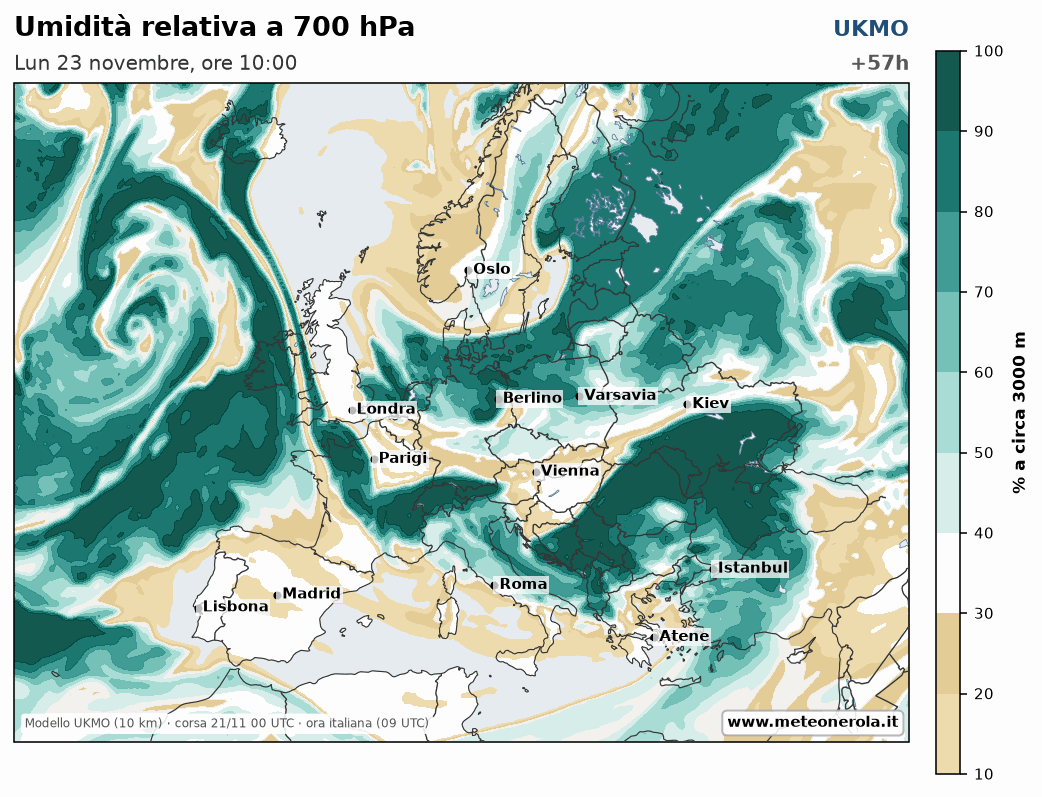 Umidità relativa a 700 hPa
UKMO
Lun 23 novembre, ore 10:00
+57h
100
90
80
70
60
50
40
30
20
10
% a circa 3000 m
Oslo
Londra
Berlino
Varsavia
Kiev
Parigi
Vienna
Istanbul
Roma
Madrid
Lisbona
Atene
Modello UKMO (10 km) · corsa 21/11 00 UTC · ora italiana (09 UTC)
www.meteonerola.it